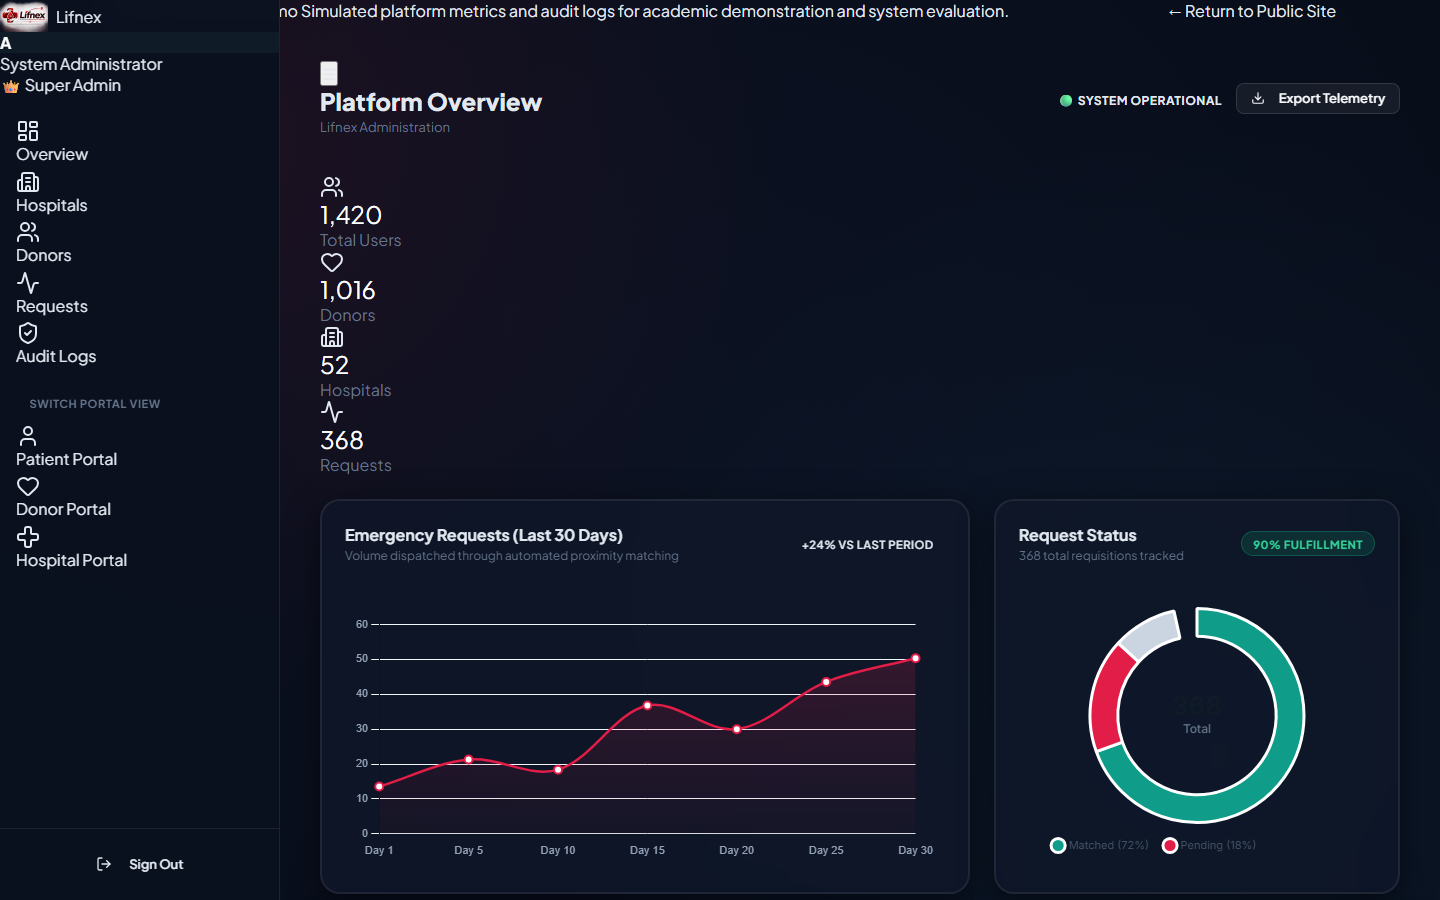 Lifnex
Lifnex
mo Simulated platform metrics and audit logs for academic demonstration and system evaluation.
← Return to Public Site
A
System Administrator
👑 Super Admin
Overview
Hospitals
Donors
Requests
Audit Logs
SWITCH PORTAL VIEW
Patient Portal
Donor Portal
Hospital Portal
Sign Out
Platform Overview
Lifnex Administration
SYSTEM OPERATIONAL
Export Telemetry
1,420
Total Users
1,016
Donors
52
Hospitals
368
Requests
Emergency Requests (Last 30 Days)
Volume dispatched through automated proximity matching
+24% VS LAST PERIOD
60
50
40
30
20
10
0
Day 1 Day 5 Day 10 Day 15 Day 20 Day 25 Day 30
Request Status
368 total requisitions tracked
90% FULFILLMENT
368
Total
Matched (72%) Pending (18%)